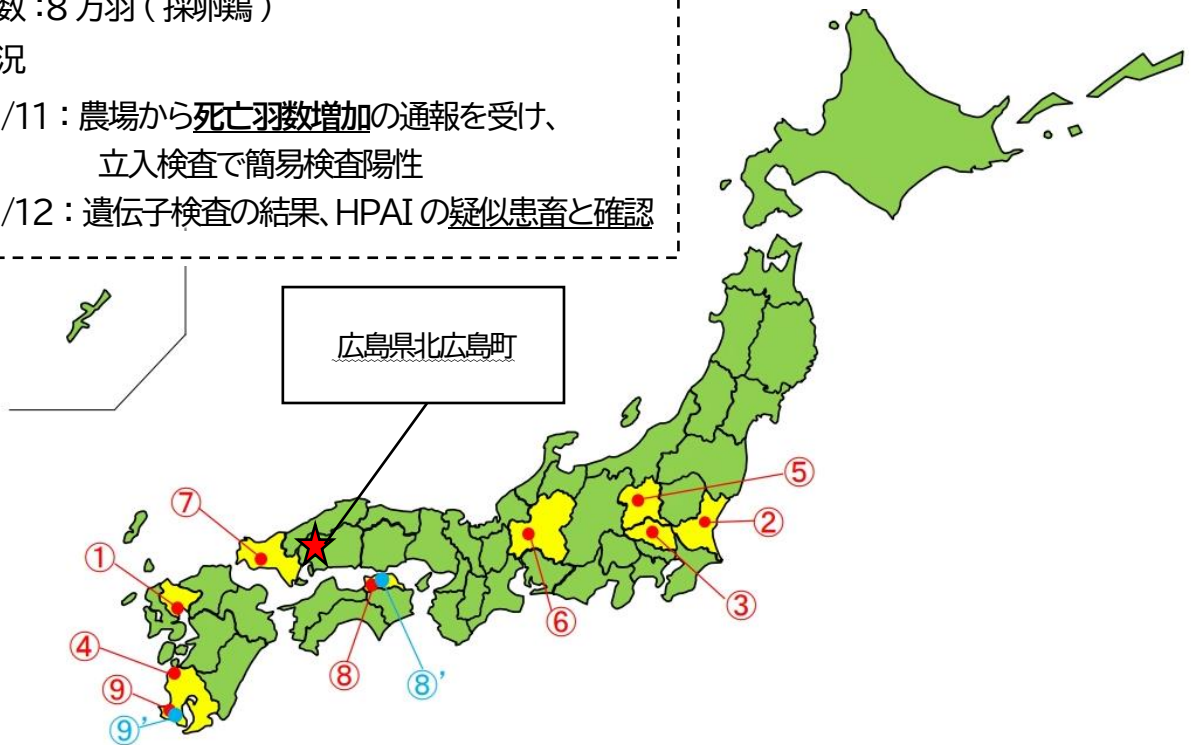 数:8 万羽(採卵鶏)
況
/11:農場から死亡羽数増加の通報を受け、
立入検査で簡易検査陽性
/12:遺伝子検査の結果、HPAI の疑似患畜と確認
広島県北広島町
⑤
⑦
②
①
③
⑥
④
⑧
⑧'
⑨
⑨'